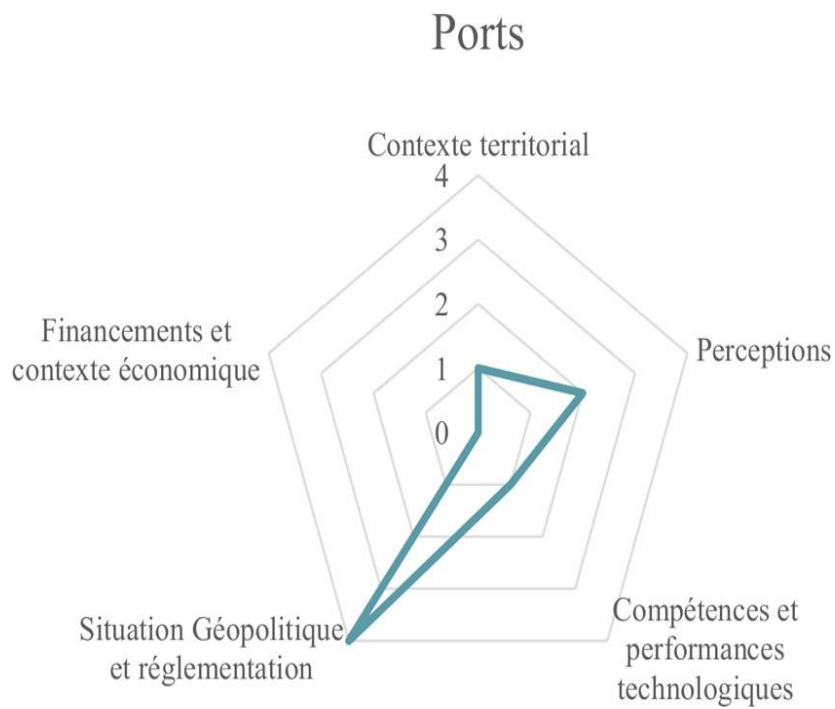 Ports
Contexte territorial
4
3
2
1
0
Perceptions
Compétences et
performances
technologiques
Situation Géopolitique
et réglementation
Financements et
contexte économique